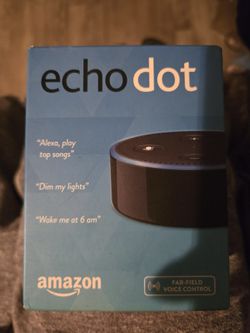 echo dot
"Alexa, play
top songs"
"Dim my lights"
"Wake me at 6 am"
amazon
FAR-FIELD
VOICE CONTROL